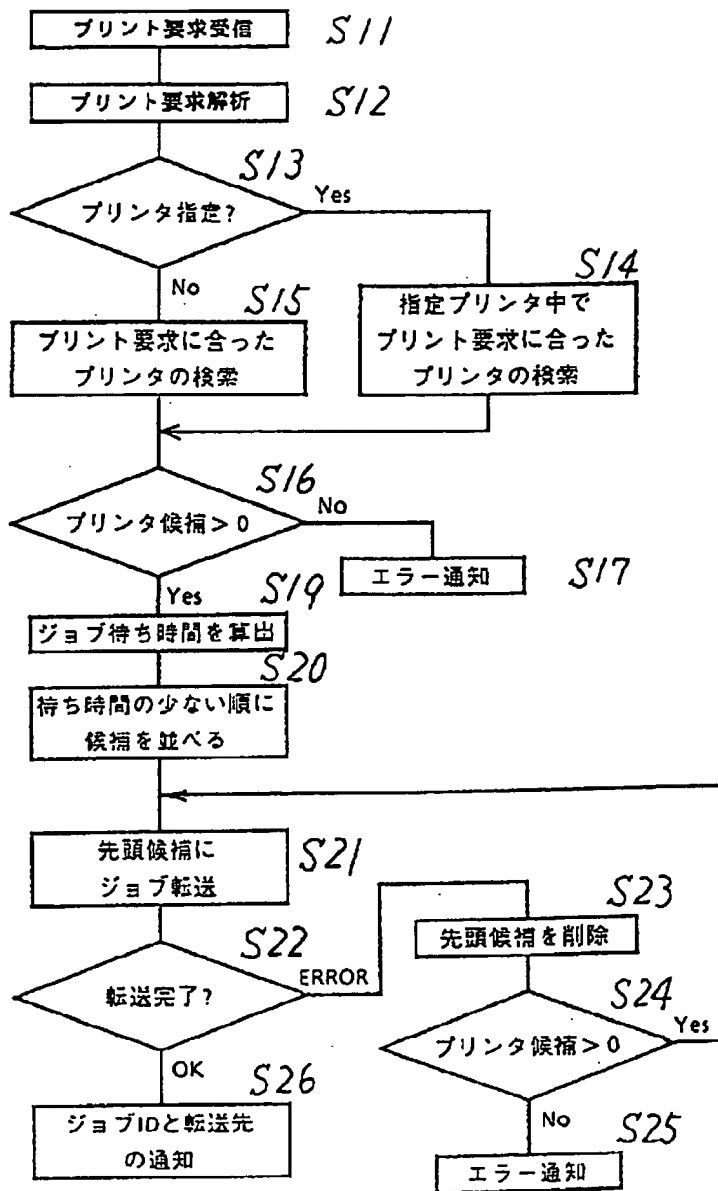 プリント要求受信
S11
プリント要求解析
S12
S13
プリンタ指定?
Yes
No
S14
指定プリンタ中で
プリント要求に合った
プリンタの検索
S15
プリント要求に合った
プリンタの検索
S16
プリンタ候補>0
No
エラー通知
S17
Yes
S19
ジョブ待ち時間を算出
S20
待ち時間の少ない順に
候補を並べる
先頭候補に
ジョブ転送
S21
S22
転送完了?
ERROR
S23
先頭候補を削除
S24
プリンタ候補>0
Yes
OK
S26
ジョブIDと転送先
の通知
No
S25
エラー通知